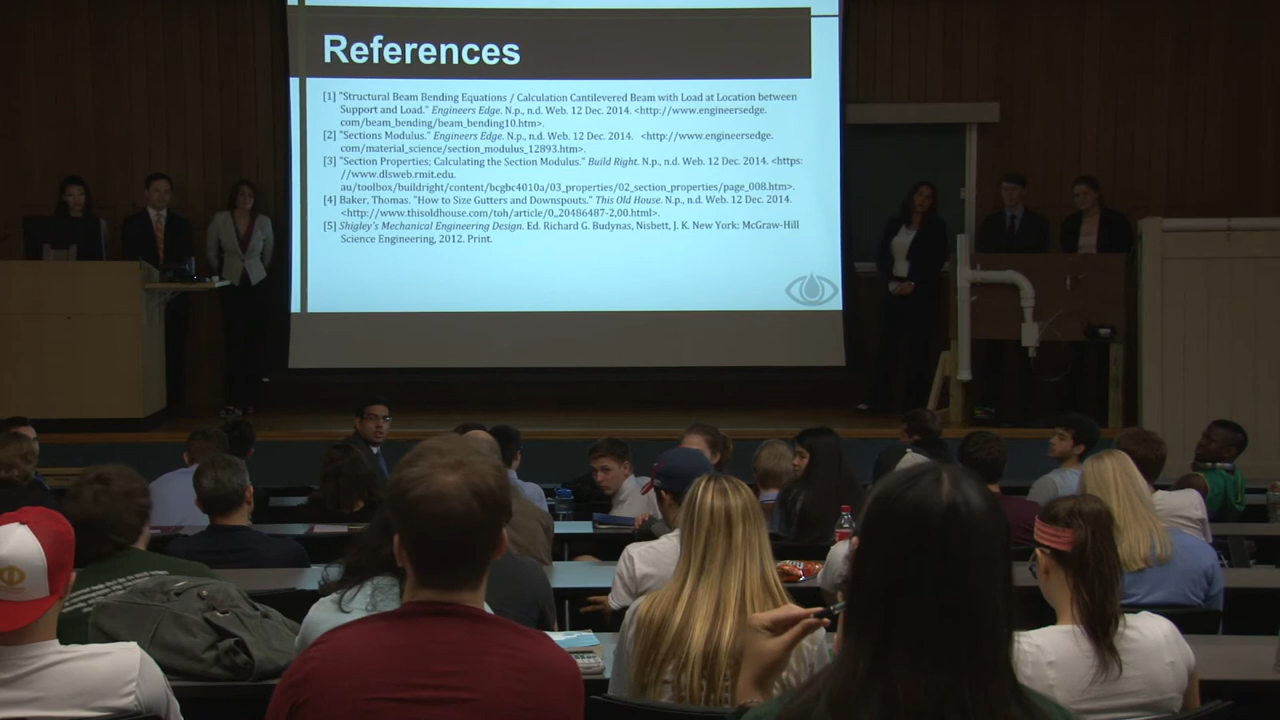 References
[1] "Structural Beam Bending Equations / Calculation Cantilevered Beam with Load at Location between
Support and Load." Engineers Edge. N.p., n.d. Web. 12 Dec. 2014. <http://www.engineersedge.
com/beam_bending/beam_bending10.htm>.
[2] "Sections Modulus." Engineers Edge. N.p., n.d. Web. 12 Dec. 2014. <http://www.engineersedge.
com/material_science/section_modulus_12893.htm>.
[3] "Section Properties; Calculating the Section Modulus." Build Right. N.p., n.d. Web. 12 Dec. 2014. <https:
//www.dlsweb.rmit.edu.
au/toolbox/buildright/content/bcgbc4010a/03_properties/02_section_properties/page_008.htm>.
[4] Baker, Thomas. "How to Size Gutters and Downspouts." This Old House. N.p., n.d. Web. 12 Dec. 2014.
<http://www.thisoldhouse.com/toh/article/0,,20486487-2,00.html>.
[5] Shigley's Mechanical Engineering Design. Ed. Richard G. Budynas, Nisbett, J. K. New York: McGraw-Hill
Science Engineering, 2012. Print.